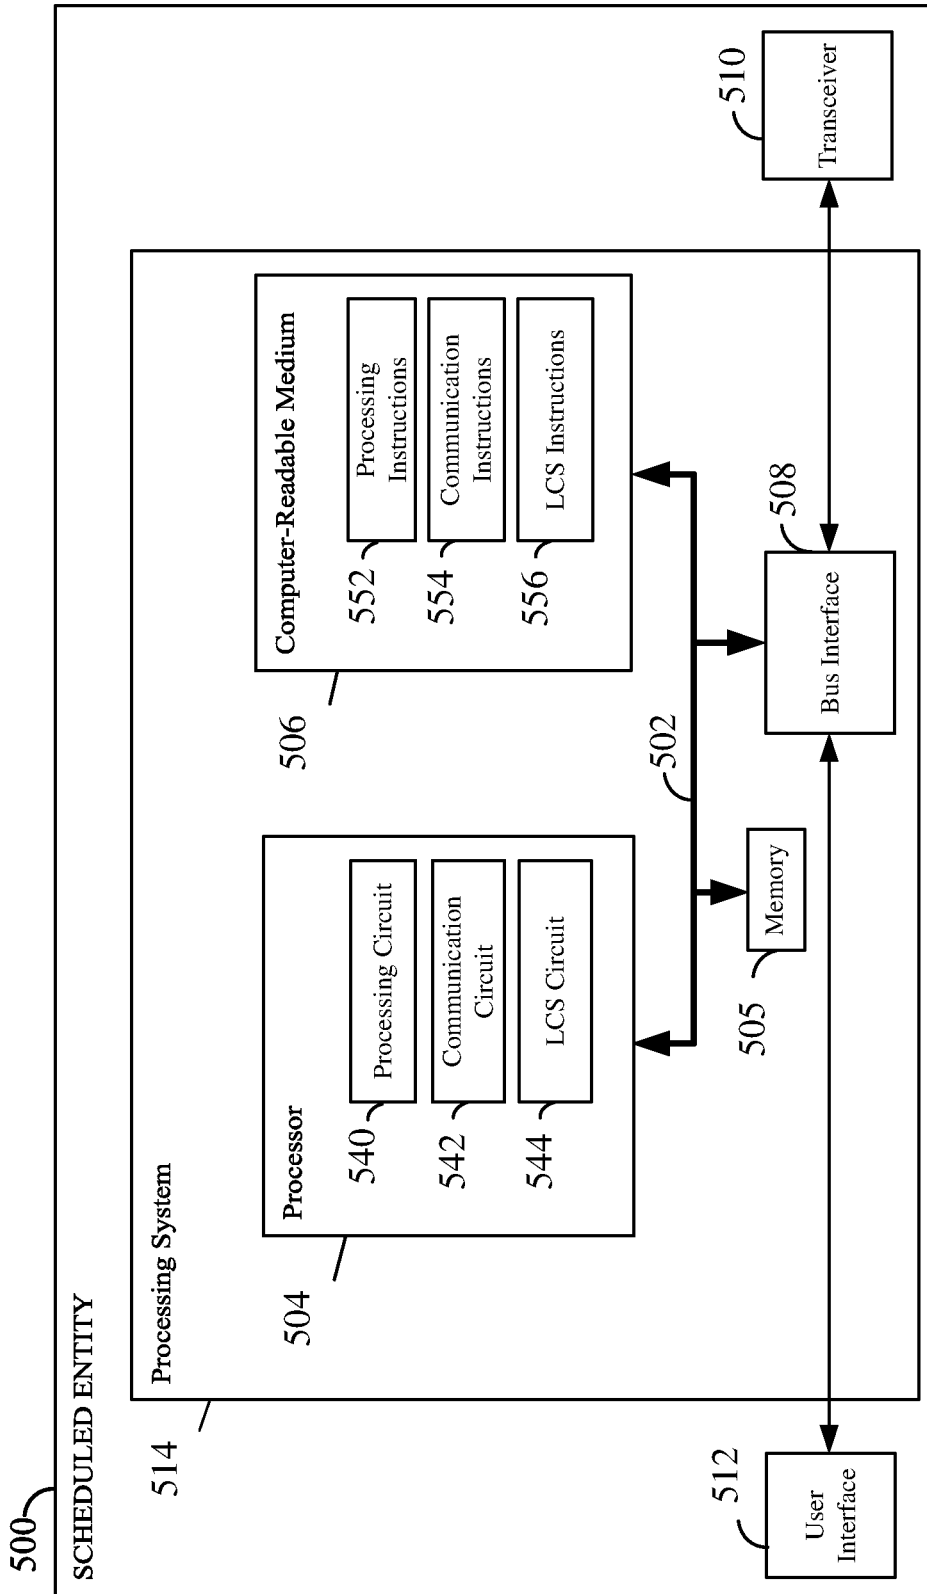 500
SCHEDULED ENTITY
514
Processing System
504
Processor
540
Processing Circuit
542
Communication
Circuit
544
LCS Circuit
506
Computer-Readable Medium
552
Processing
Instructions
554
Communication
Instructions
556
LCS Instructions
502
505
Memory
508
Bus Interface
512
User
Interface
510
Transceiver